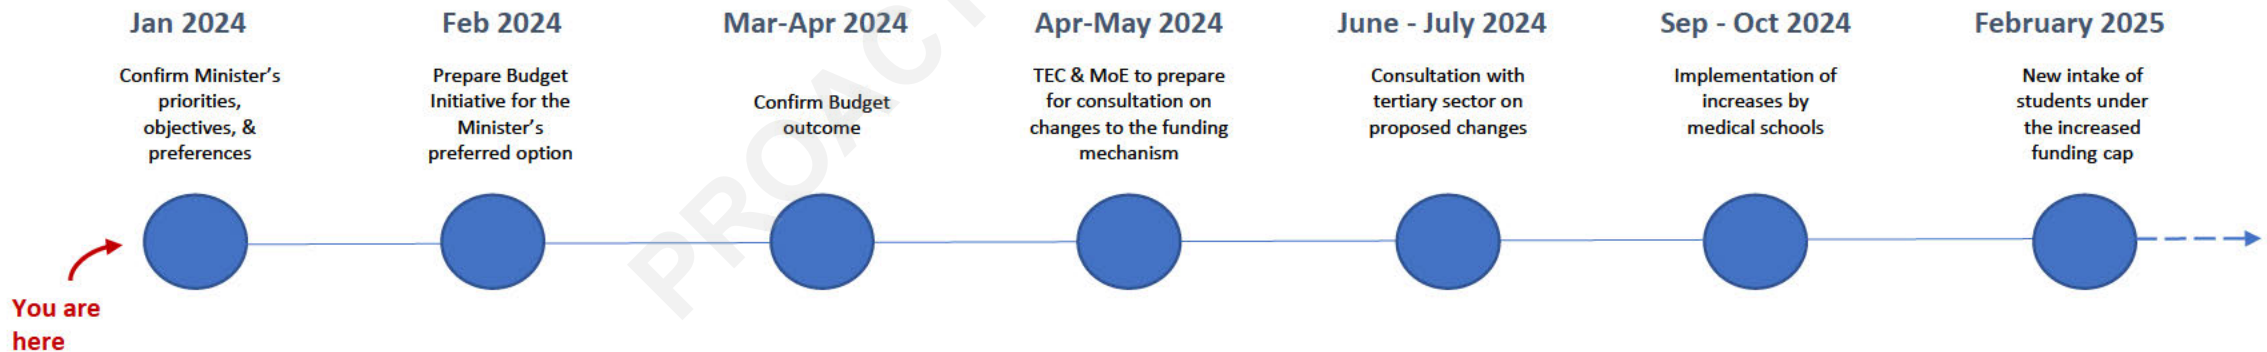 Jan 2024
Confirm Minister's
priorities,
objectives, &
preferences
Feb 2024
Prepare Budget
Initiative for the
Minister's
preferred option
Mar-Apr 2024
Confirm Budget
outcome
Apr-May 2024
TEC & MoE to prepare
for consultation on
changes to the funding
mechanism
June - July 2024
Consultation with
tertiary sector on
proposed changes
Sep - Oct 2024
Implementation of
increases by
medical schools
February 2025
New intake of
students under
the increased
funding cap
You are
here
PROACT